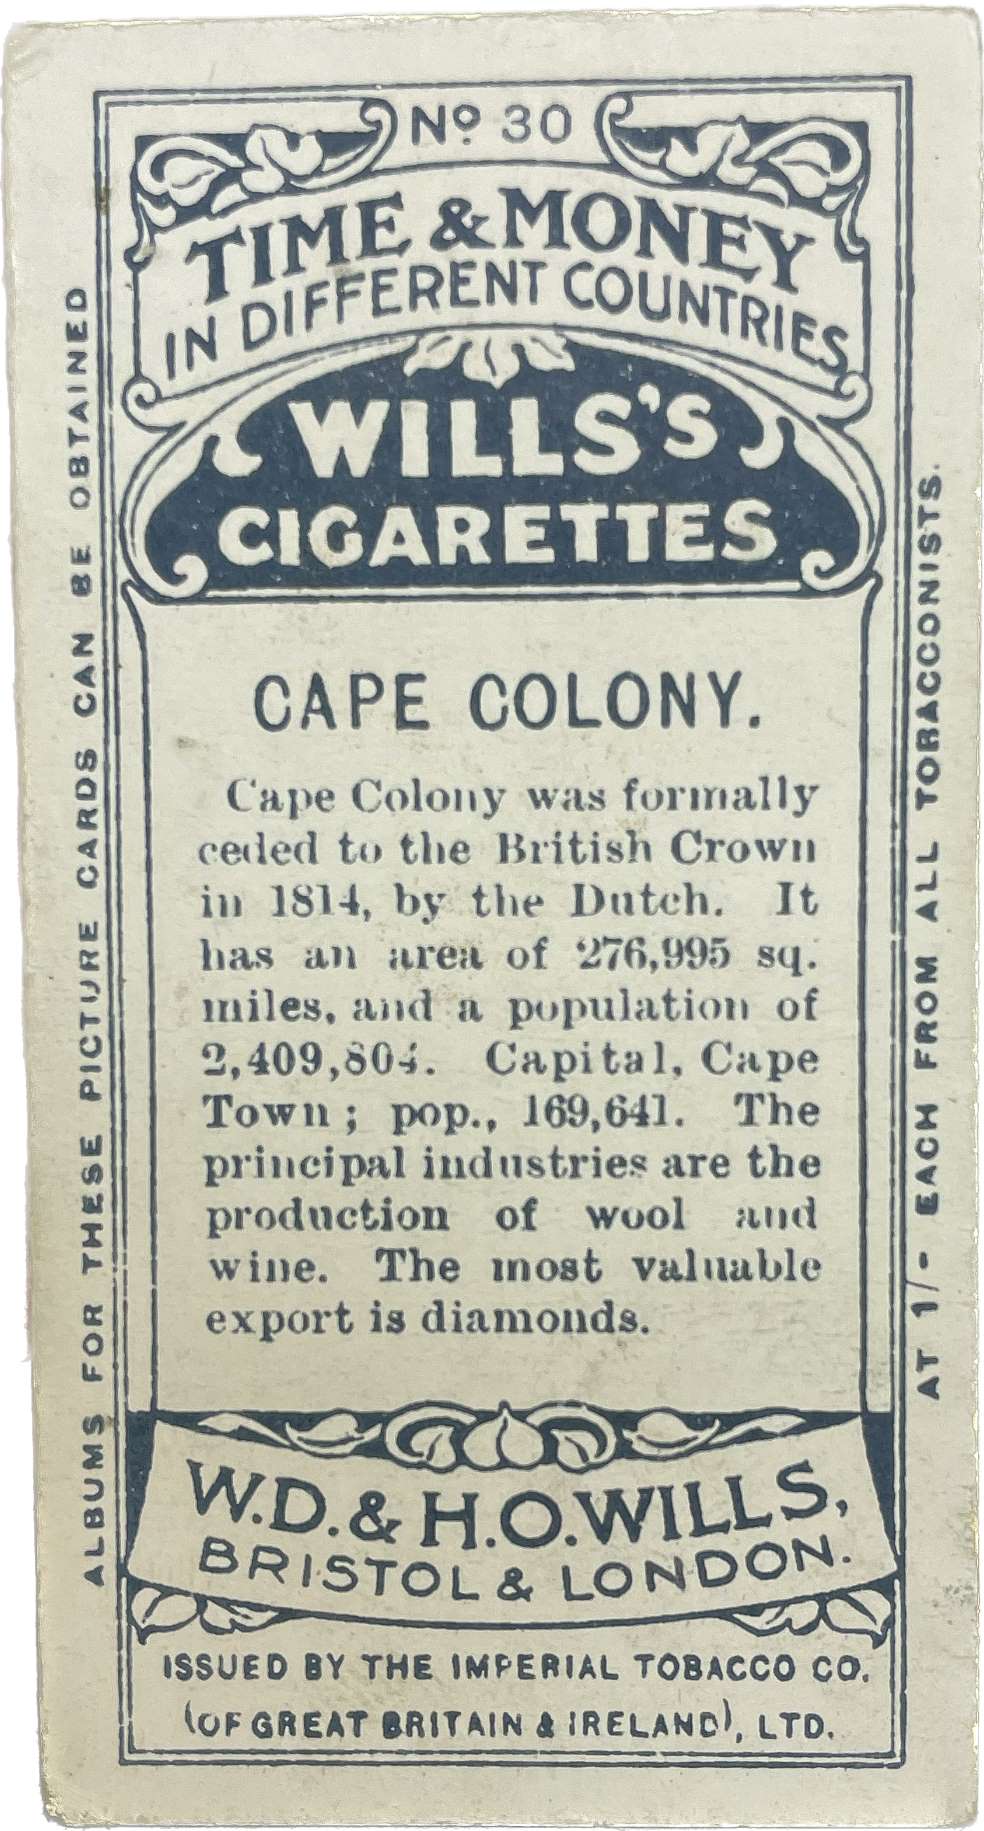 No 30
TIME & MONEY
IN DIFFERENT COUNTRIES
WILLS'S
CIGARETTES
CAPE COLONY.
Cape Colony was formally
ceded to the British Crown
in 1814, by the Dutch. It
has an area of 276,995 sq.
miles, and a population of
2,409,804. Capital, Cape
Town; pop., 169,641. The
principal industries are the
production of wool and
wine. The most valuable
export is diamonds.
W.D. & H.O. WILLS,
BRISTOL & LONDON.
ISSUED BY THE IMPERIAL TOBACCO CO.
(OF GREAT BRITAIN & IRELAND), LTD.
ALBUMS FOR THESE PICTURE CARDS CAN BE OBTAINED
AT 1/- EACH FROM ALL TOBACCONISTS.